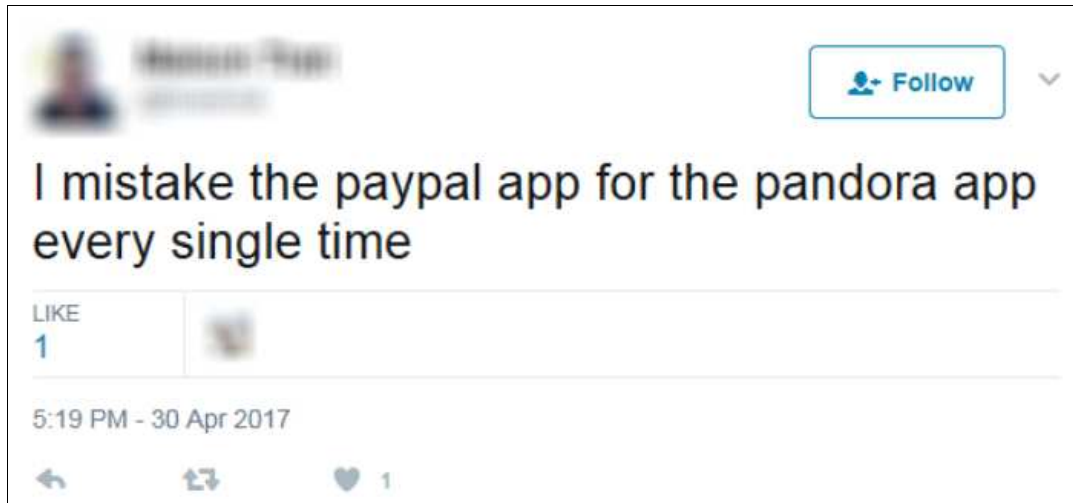 Follow
I mistake the paypal app for the pandora app
every single time
LIKE
1
5:19 PM - 30 Apr 2017
1